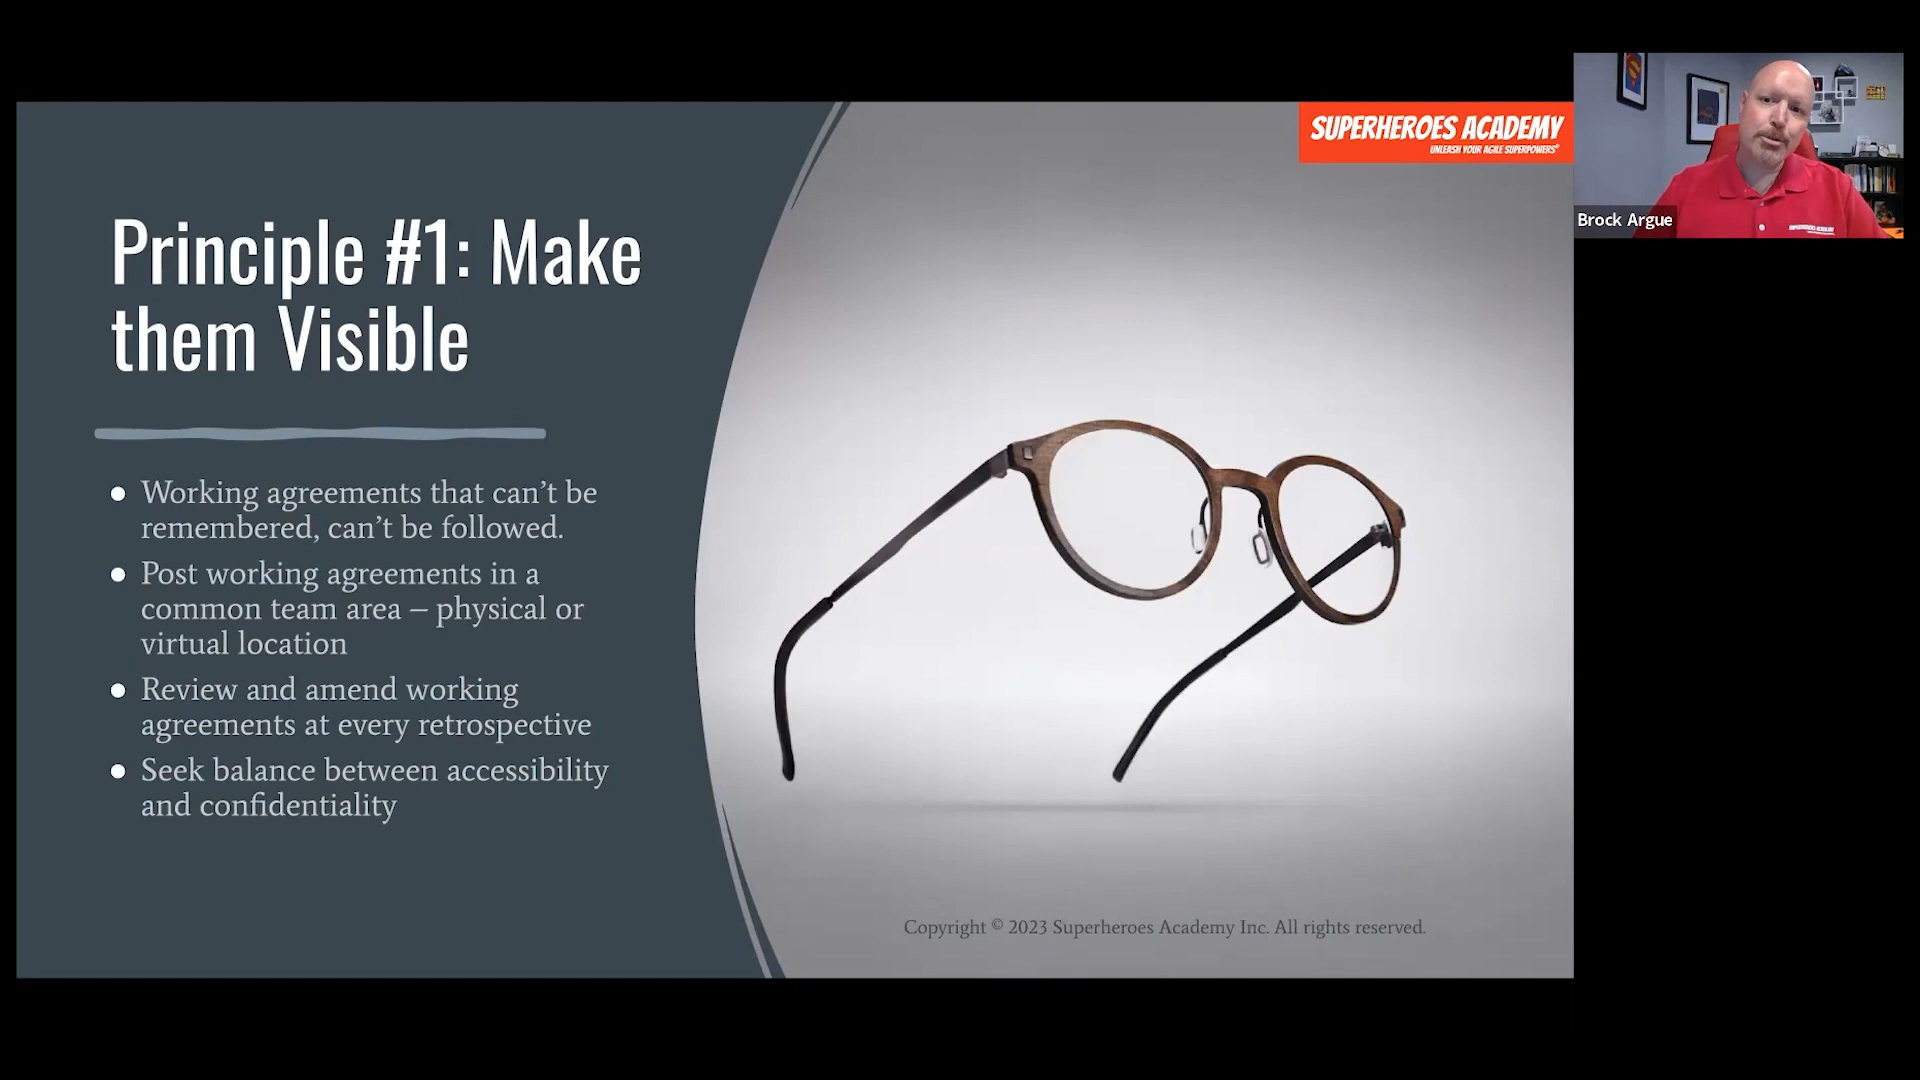 SUPERHEROES ACADEMY
UNLEASH YOUR AGILE SUPERPOWERS®
Brock Argue
SUPERHEROES ACADEMY
Principle #1: Make
them Visible
● Working agreements that can’t be
remembered, can’t be followed.
● Post working agreements in a
common team area – physical or
virtual location
● Review and amend working
agreements at every retrospective
● Seek balance between accessibility
and confidentiality
Copyright © 2023 Superheroes Academy Inc. All rights reserved.